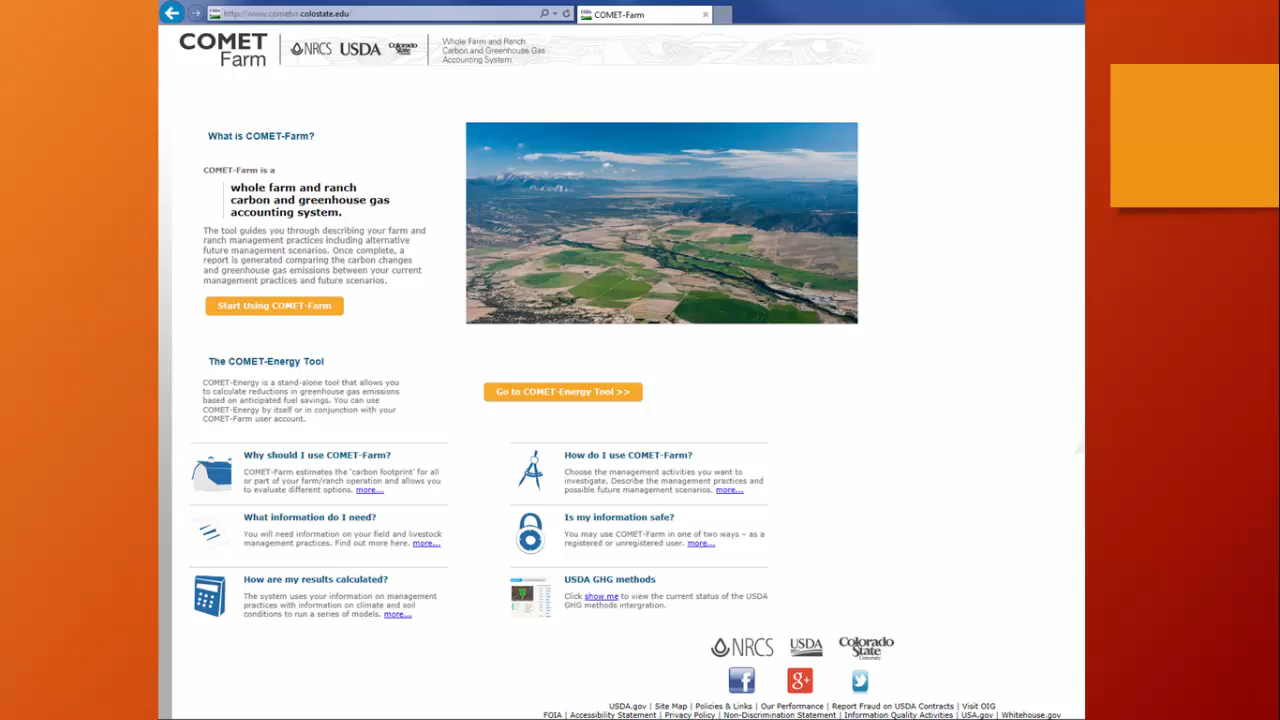 http://www.cometvr.colostate.edu/
COMET-Farm
COMET
Farm
NRCS USDA Colorado State
Whole Farm and Ranch
Carbon and Greenhouse Gas
Accounting System.
What is COMET-Farm?
COMET-Farm is a
whole farm and ranch
carbon and greenhouse gas
accounting system.
The tool guides you through describing your farm and
ranch management practices including alternative
future management scenarios. Once complete, a
report is generated comparing the carbon changes
and greenhouse gas emissions between your current
management practices and future scenarios.
Start Using COMET-Farm
The COMET-Energy Tool
COMET-Energy is a stand-alone tool that allows you
to calculate reductions in greenhouse gas emissions
based on anticipated fuel savings. You can use
COMET-Energy by itself or in conjunction with your
COMET-Farm user account.
Go to COMET-Energy Tool >>
Why should I use COMET-Farm?
COMET-Farm estimates the 'carbon footprint' for all
or part of your farm/ranch operation and allows you
to evaluate different options. more...
How do I use COMET-Farm?
Choose the management activities you want to
investigate. Describe the management practices and
possible future management scenarios. more...
What information do I need?
You will need information on your field and livestock
management practices. Find out more here. more...
Is my information safe?
You may use COMET-Farm in one of two ways – as a
registered or unregistered user. more...
How are my results calculated?
The system uses your information on management
practices with information on climate and soil
conditions to run a series of models. more...
USDA GHG methods
Click show me to view the current status of the USDA
GHG methods intergration.
NRCS USDA Colorado State University
f g+
USDA.gov | Site Map | Policies & Links | Our Performance | Report Fraud on USDA Contracts | Visit OIG
FOIA | Accessibility Statement | Privacy Policy | Non-Discrimination Statement | Information Quality Activities | USA.gov | Whitehouse.gov